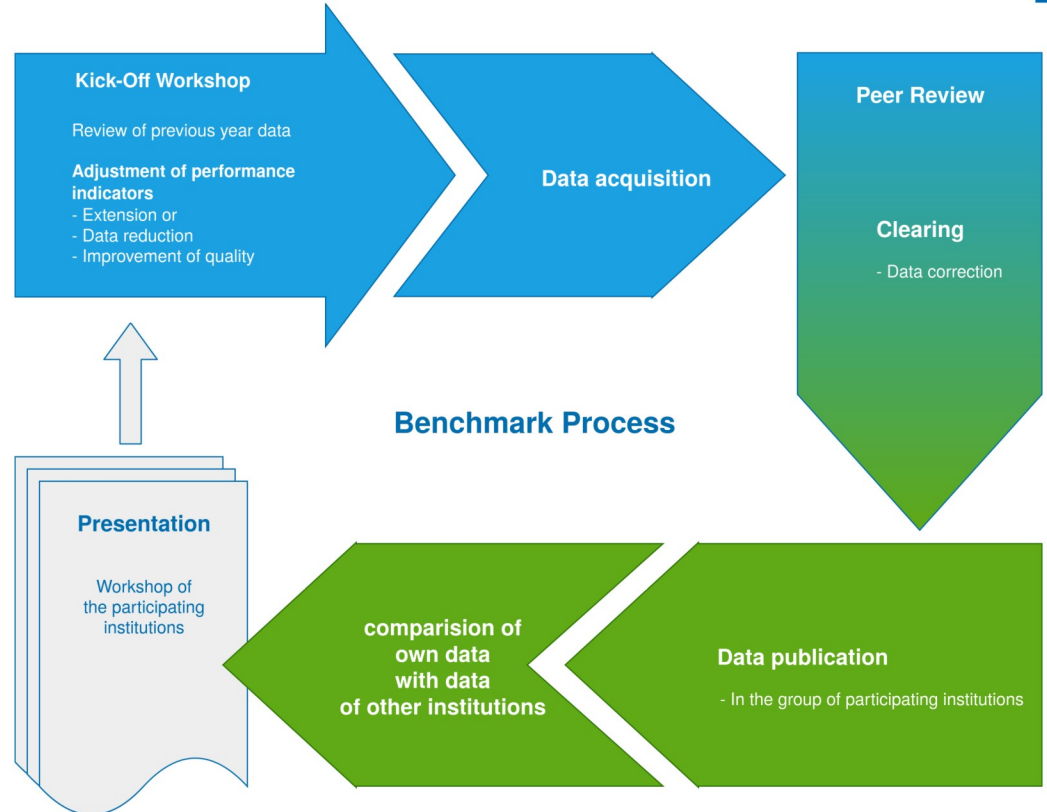 Kick-Off Workshop
Review of previous year data
Adjustment of performance
indicators
- Extension or
- Data reduction
- Improvement of quality
Data acquisition
Peer Review
Clearing
- Data correction
Benchmark Process
Presentation
Workshop of
the participating
institutions
comparision of
own data
with data
of other institutions
Data publication
- In the group of participating institutions